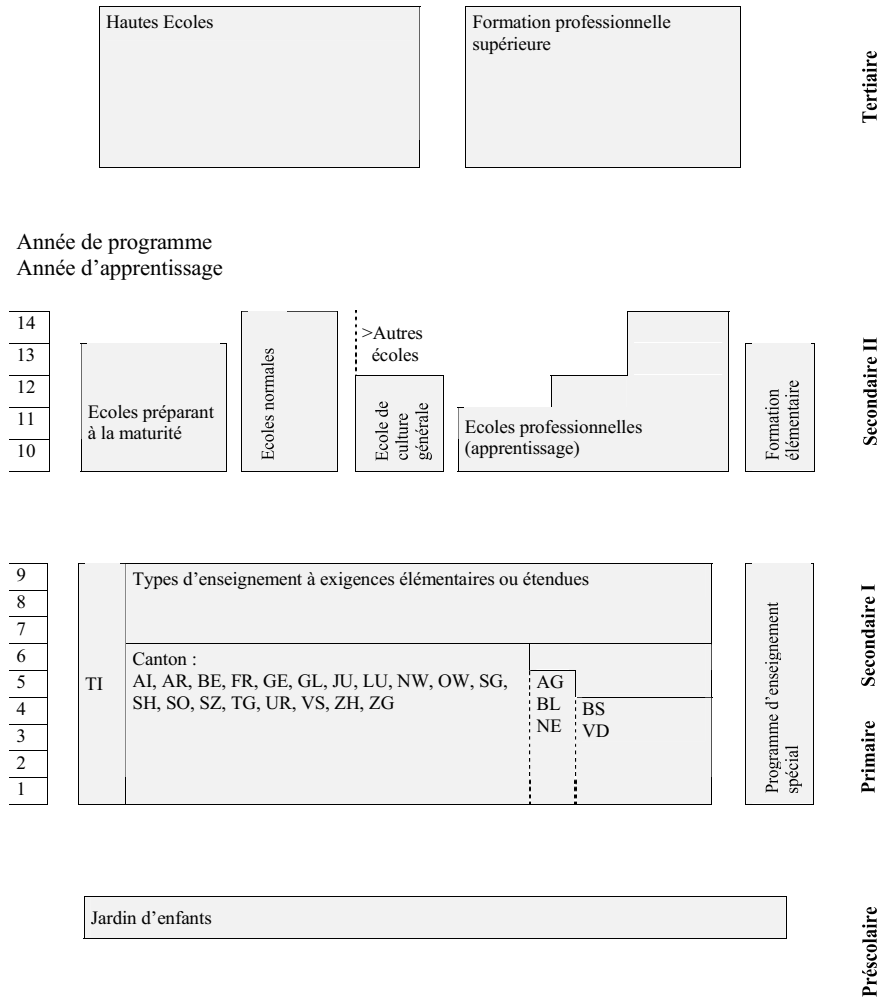 Hautes Ecoles
Formation professionnelle
supérieure
Tertiaire
Année de programme
Année d’apprentissage
14
13
12
11
10
Ecoles préparant
à la maturité
Ecoles normales
>Autres
écoles
Ecole de
culture
générale
Ecoles professionnelles
(apprentissage)
Formation
élémentaire
Secondaire II
9
8
7
6
5
4
3
2
1
TI
Types d’enseignement à exigences élémentaires ou étendues
Canton :
AI, AR, BE, FR, GE, GL, JU, LU, NW, OW, SG,
SH, SO, SZ, TG, UR, VS, ZH, ZG
AG
BL
NE
BS
VD
Programme d’enseignement
spécial
Secondaire I
Primaire
Jardin d’enfants
Préscolaire